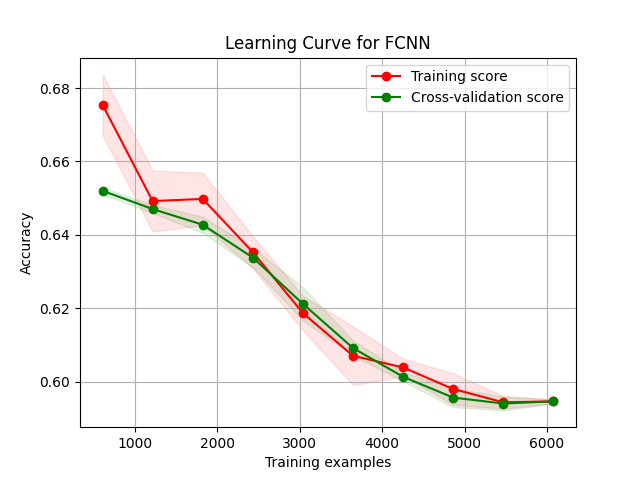 Learning Curve for FCNN
Training score
Cross-validation score
0.68
0.66
0.64
0.62
0.60
Accuracy
1000 2000 3000 4000 5000 6000
Training examples